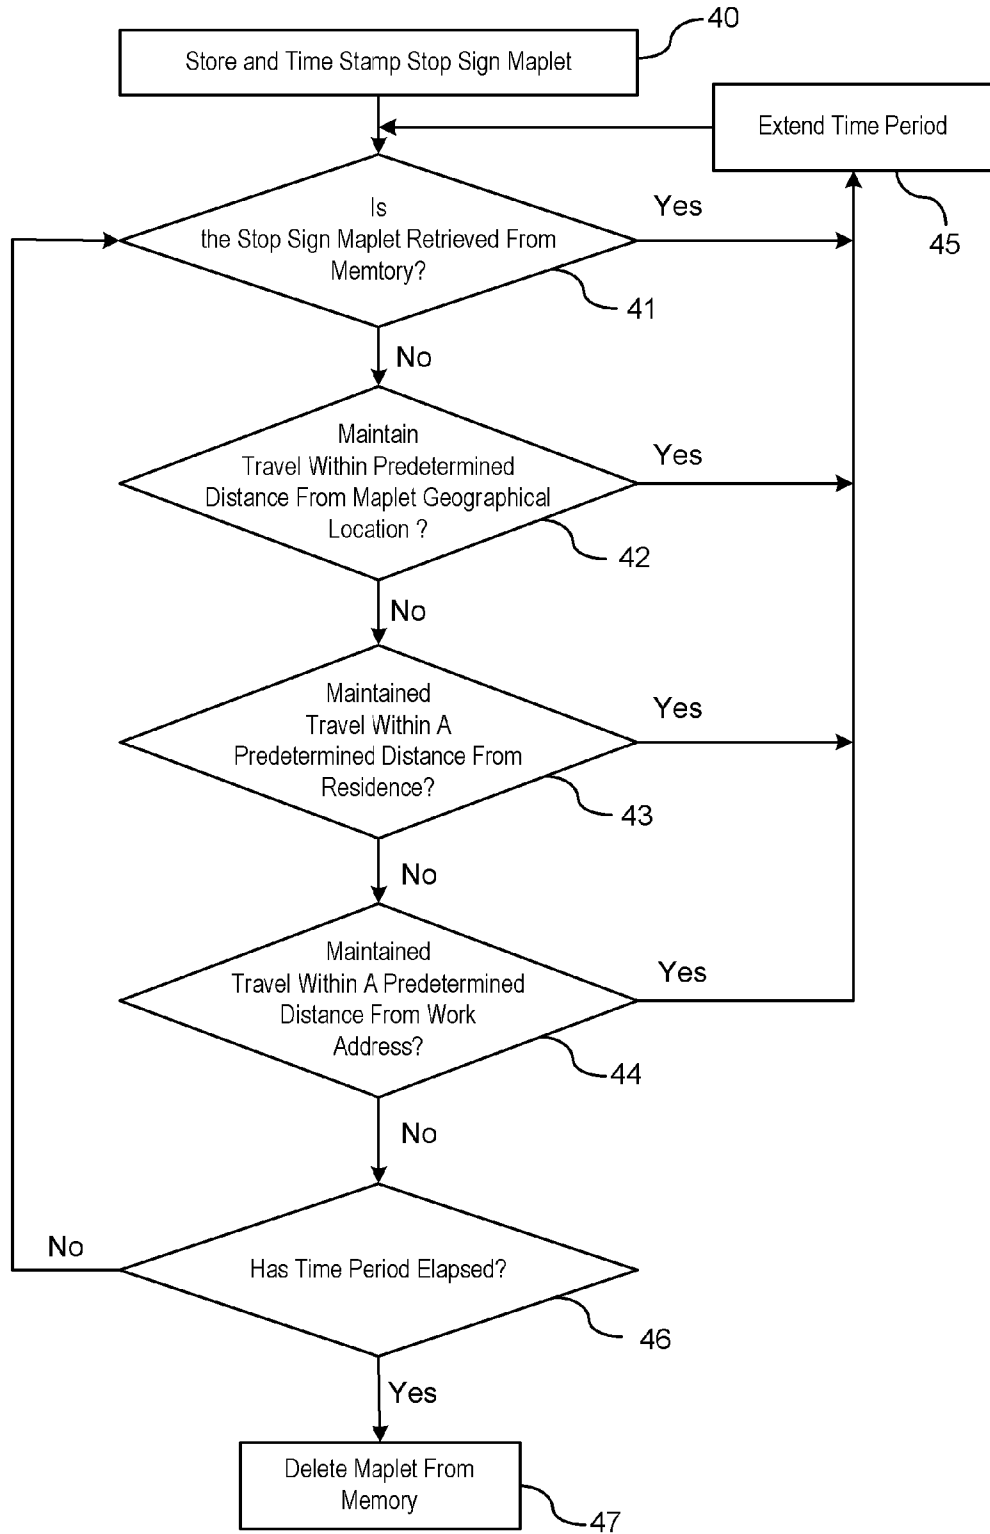 40
Store and Time Stamp Stop Sign Maplet
Extend Time Period
45
Is
the Stop Sign Maplet Retrieved From
Memtory?
Yes
41
No
Maintain
Travel Within Predetermined
Distance From Maplet Geographical
Location ?
Yes
42
No
Maintained
Travel Within A
Predetermined Distance From
Residence?
Yes
43
No
Maintained
Travel Within A Predetermined
Distance From Work
Address?
Yes
44
No
Has Time Period Elapsed?
No
46
Yes
Delete Maplet From
Memory
47